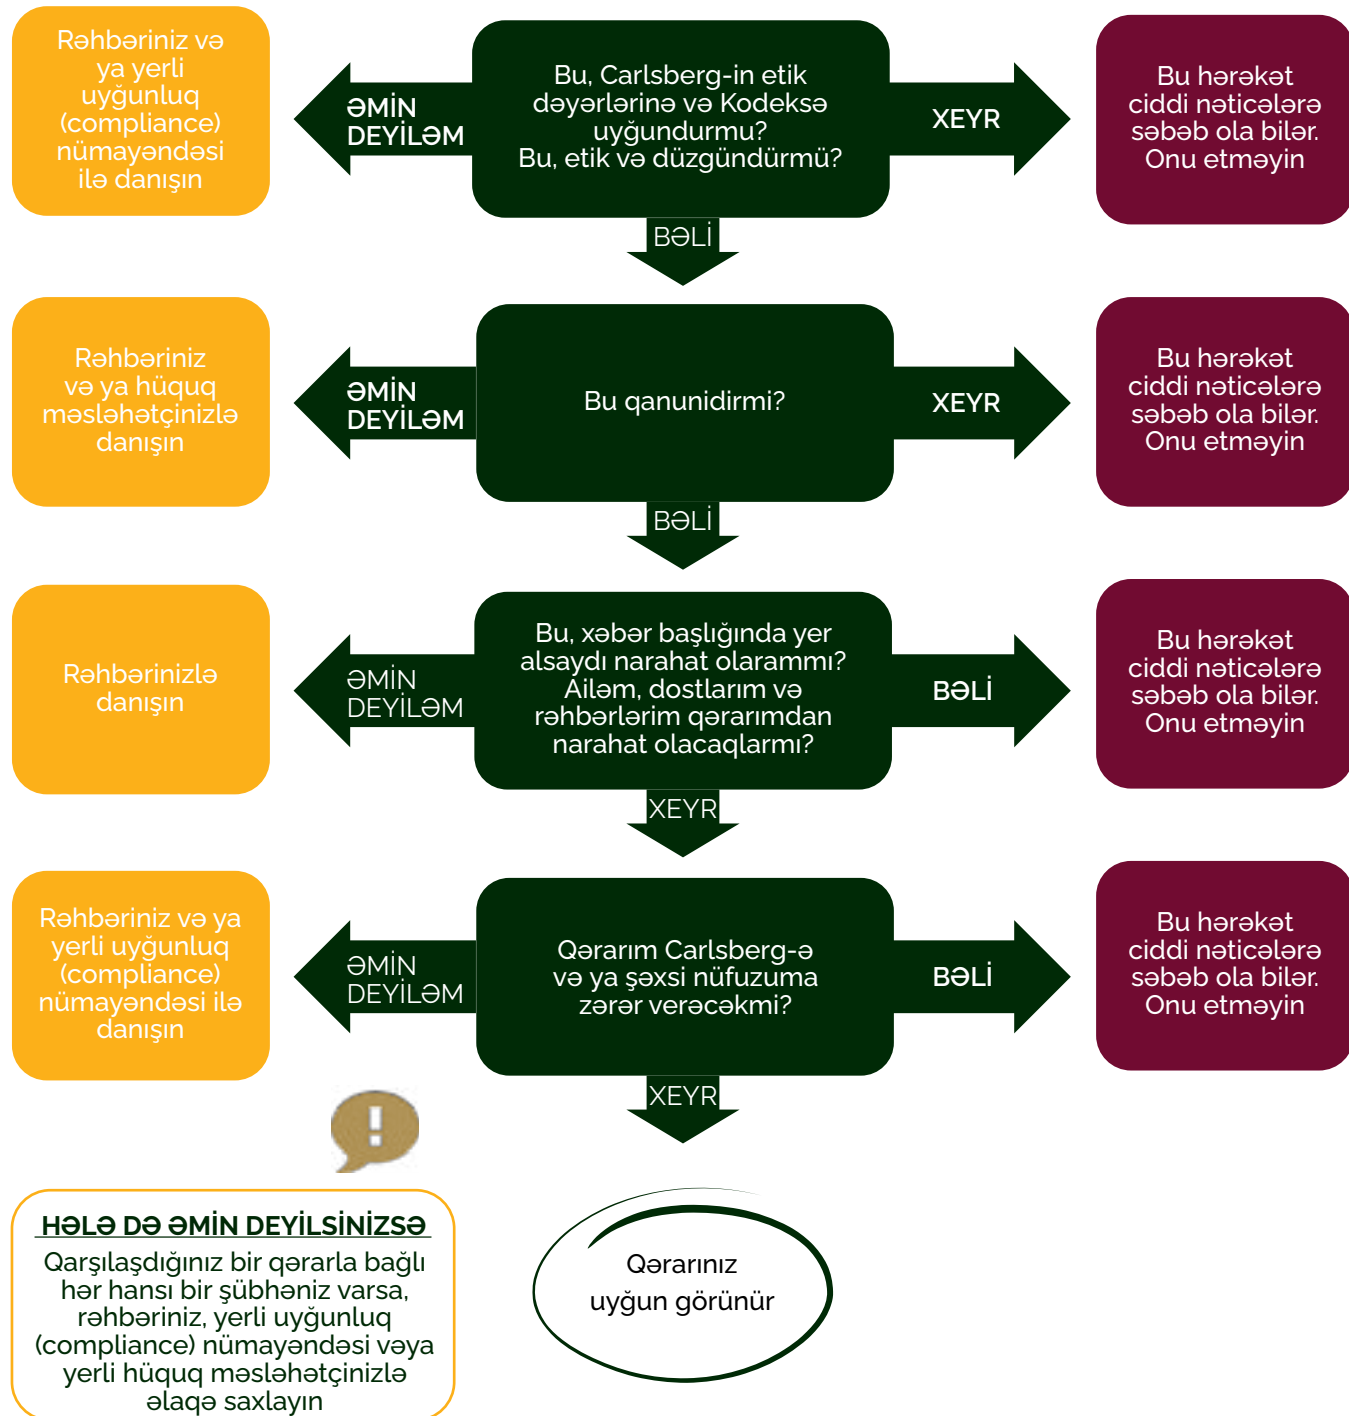 Rəhbəriniz və
ya yerli
uyğunluq
(compliance)
nümayəndəsi
ilə danışın
ƏMİN
DEYİLƏM
Bu, Carlsberg-in etik
dəyərlərinə və Kodeksə
uyğundurmu?
Bu, etik və düzgündürmü?
XEYR
Bu hərəkət
ciddi nəticələrə
səbəb ola bilər.
Onu etməyin
BƏLİ
Rəhbəriniz
və ya hüquq
məsləhətçinizlə
danışın
ƏMİN
DEYİLƏM
Bu qanunidirmi?
XEYR
Bu hərəkət
ciddi nəticələrə
səbəb ola bilər.
Onu etməyin
BƏLİ
Rəhbərinizlə
danışın
ƏMİN
DEYİLƏM
Bu, xəbər başlığında yer
alsaydı narahat olarammı?
Ailəm, dostlarım və
rəhbərlərim qərarımdan
narahat olacaqlarmı?
BƏLİ
Bu hərəkət
ciddi nəticələrə
səbəb ola bilər.
Onu etməyin
XEYR
Rəhbəriniz və ya
yerli uyğunluq
(compliance)
nümayəndəsi ilə
danışın
ƏMİN
DEYİLƏM
Qərarım Carlsberg-ə
və ya şəxsi nüfuzuma
zərər verəcəkmi?
BƏLİ
Bu hərəkət
ciddi nəticələrə
səbəb ola bilər.
Onu etməyin
XEYR
HƏLƏ DƏ ƏMİN DEYİLSİNİZSƏ
Qarşılaşdığınız bir qərarla bağlı
hər hansı bir şübhəniz varsa,
rəhbəriniz, yerli uyğunluq
(compliance) nümayəndəsi vəya
yerli hüquq məsləhətçinizlə
əlaqə saxlayın
Qərarınız
uyğun görünür